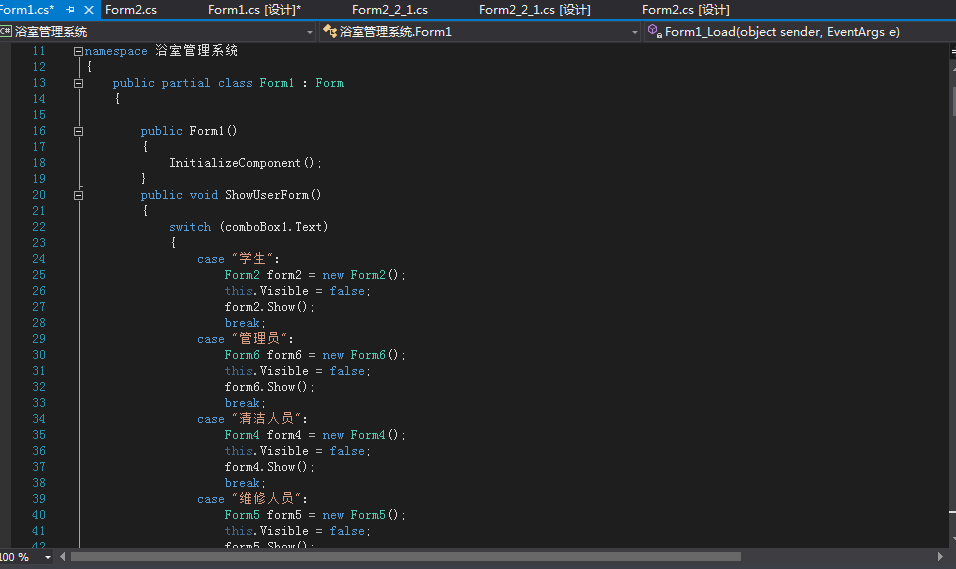 Form1.cs* Form2.cs Form1.cs [设计]* Form2_2_1.cs Form2_2_1.cs [设计] Form2.cs [设计]
C# 浴室管理系统 浴室管理系统.Form1 Form1_Load(object sender, EventArgs e)
11 namespace 浴室管理系统
12 {
13 public partial class Form1 : Form
14 {
15
16 public Form1()
17 {
18 InitializeComponent();
19 }
20 public void ShowUserForm()
21 {
22 switch (comboBox1.Text)
23 {
24 case "学生":
25 Form2 form2 = new Form2();
26 this.Visible = false;
27 form2.Show();
28 break;
29 case "管理员":
30 Form6 form6 = new Form6();
31 this.Visible = false;
32 form6.Show();
33 break;
34 case "清洁人员":
35 Form4 form4 = new Form4();
36 this.Visible = false;
37 form4.Show();
38 break;
39 case "维修人员":
40 Form5 form5 = new Form5();
41 this.Visible = false;
42 form5.Show();
100 %